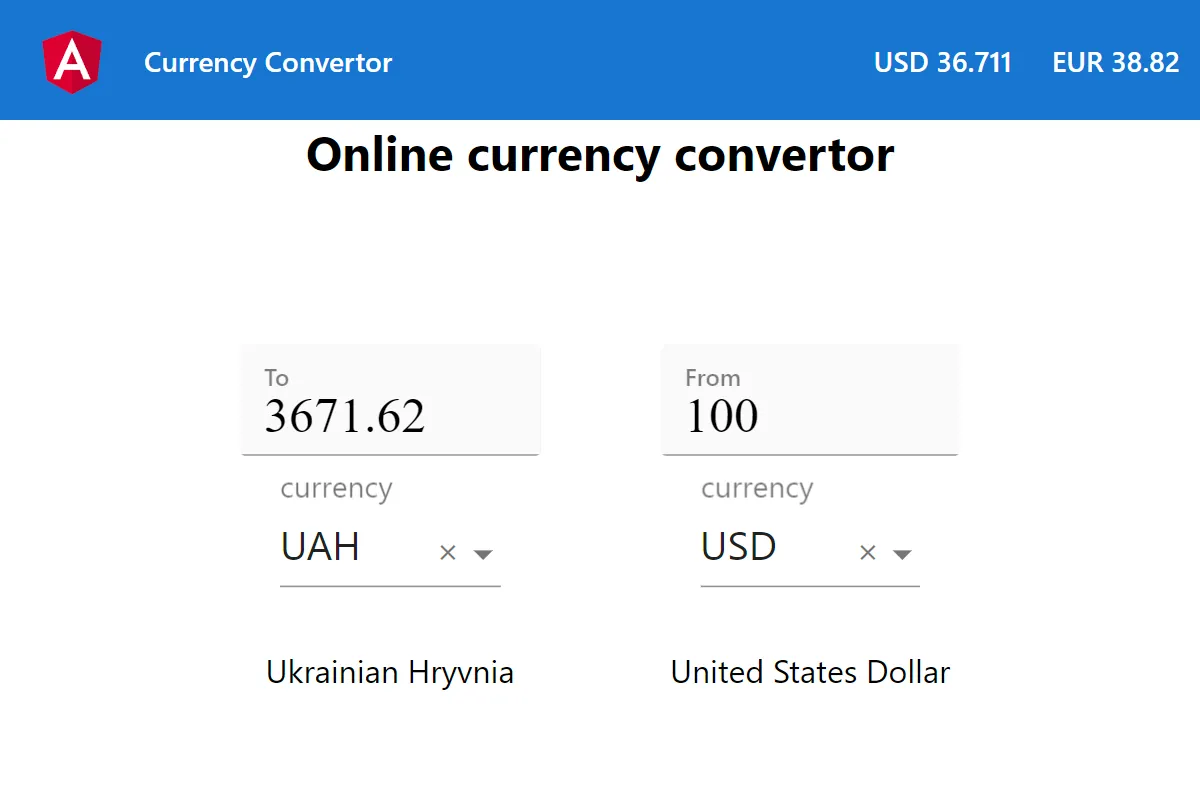 Currency Convertor
USD 36.711
EUR 38.82
Online currency convertor
To
3671.62
currency
UAH
Ukrainian Hryvnia
From
100
currency
USD
United States Dollar